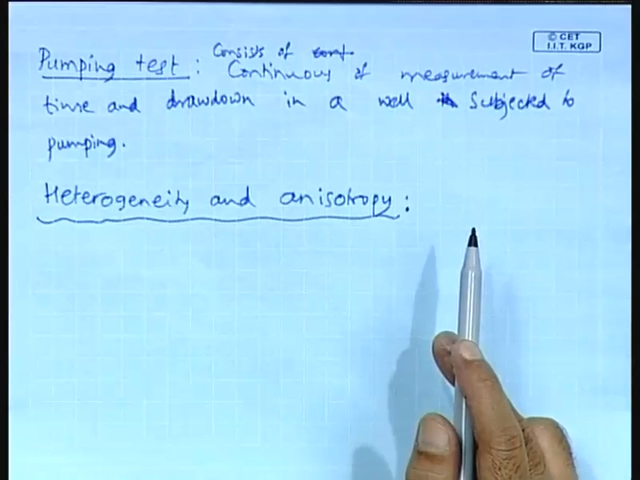 © CET
I.I.T. KGP
Consists of
Pumping test : Continuous of measurement of
time and drawdown in a well subjected to
pumping.
Heterogeneity and anisotropy :